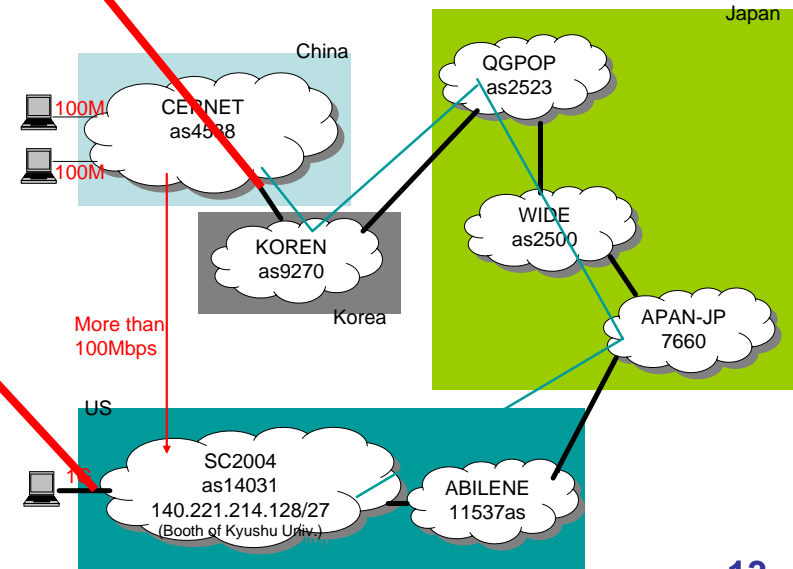 Japan
China
QGPOP
as2523
100M
CERNET
as4538
100M
WIDE
as2500
KOREN
as9270
Korea
APAN-JP
7660
More than
100Mbps
US
1G
SC2004
as14031
140.221.214.128/27
(Booth of Kyushu Univ.)
ABILENE
11537as